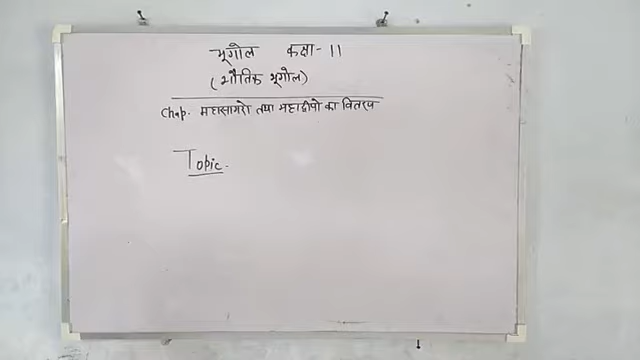 भूगोल कक्षा - 11
(भौतिक भूगोल)
Chap. महासागरो तथा महाद्वीपो का वितरण
Topic.